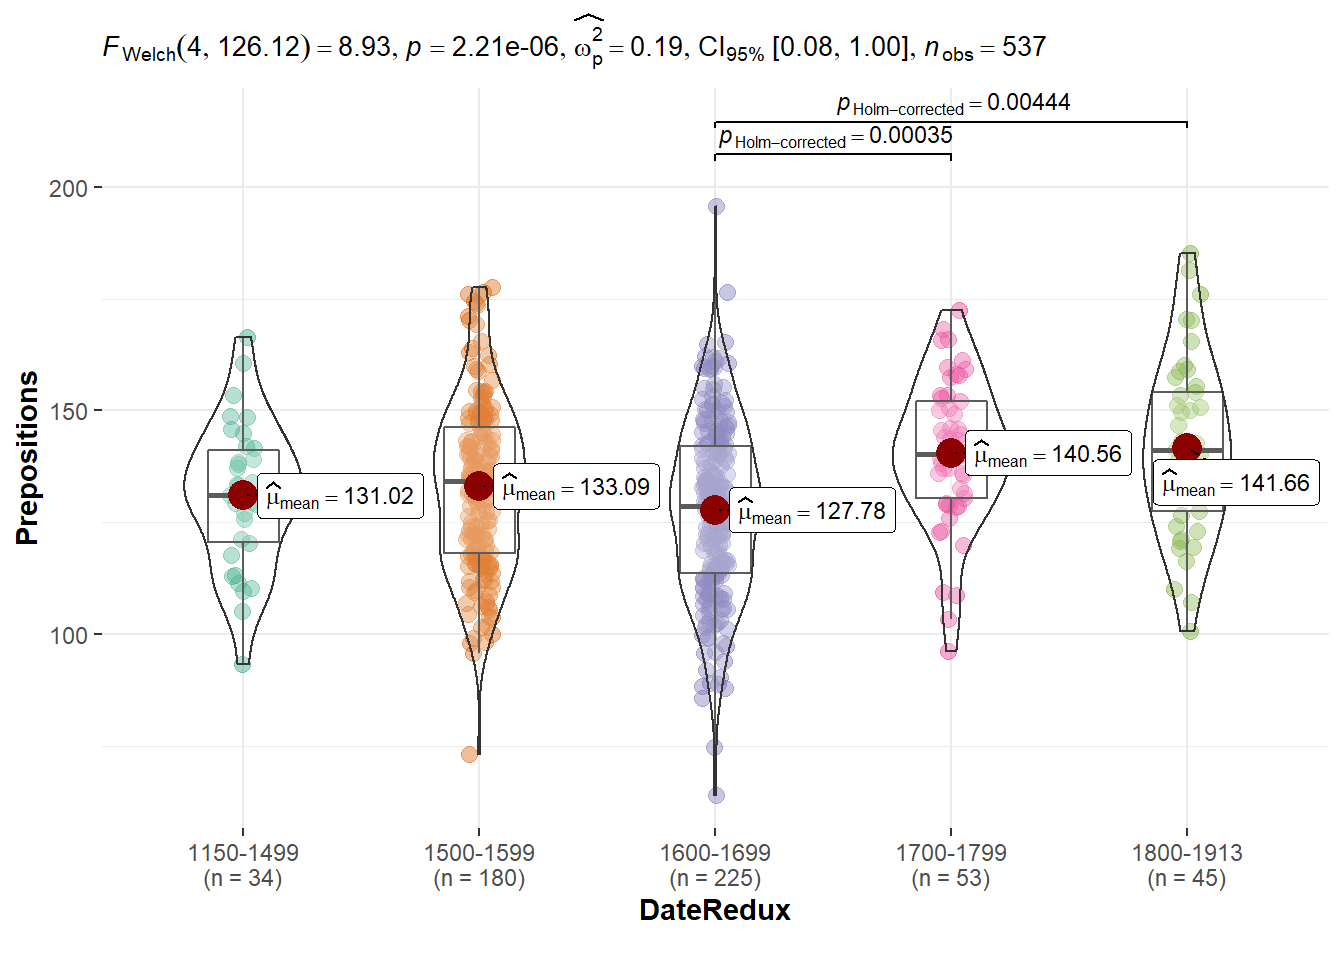 F Welch(4, 126.12) = 8.93, p = 2.21e-06, ω̂²p = 0.19, CI95% [0.08, 1.00], nobs = 537
pHolm−corrected = 0.00444
pHolm−corrected = 0.00035
200
150
100
Prepositions
μ̂mean = 131.02
μ̂mean = 133.09
μ̂mean = 127.78
μ̂mean = 140.56
μ̂mean = 141.66
1150-1499
(n = 34)
1500-1599
(n = 180)
1600-1699
(n = 225)
1700-1799
(n = 53)
1800-1913
(n = 45)
DateRedux